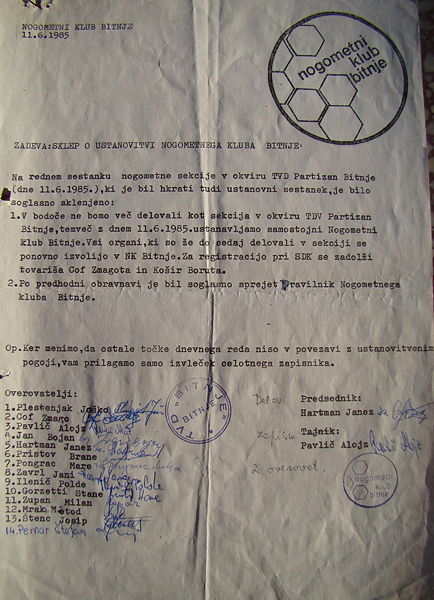 NOGOMETNI KLUB BITNJE
11.6.1985
nogometni
klub
bitnje
ZADEVA:SKLEP O USTANOVITVI NOGOMETNEGA KLUBA BITNJE
Na rednem sestanku nogometne sekcije v okviru TVD Partizan Bitnje
(dne 11.6.1985.),ki je bil hkrati tudi ustanovni sestanek,je bilo
soglasno sklenjeno:
1.V bodoče ne bomo več delovali kot sekcija v okviru TDV Partizan
Bitnje,temveč z dnem 11.6.1985.ustanavljamo samostojni Nogometni
klub Bitnje.Vsi organi,ki so že do sedaj delovali v sekciji se
ponovno izvolijo v NK Bitnje.Za registracijo pri SDK se zadolži
tovariša Cof Zmagota in Košir Boruta.
2.Po predhodni obravnavi je bil soglasno sprejet Pravilnik Nogometnega
kluba Bitnje.
Op.Ker menimo,da ostale točke dnevnega reda niso v povezavi z ustanovitvenim
pogoji,vam prilagamo samo izvleček celotnega zapisnika.
Overovatelji:
1.Plestenjak Joško
2.Cof Zmago
3.Pavlič Alojz
4.Jan Bojan
5.Hartman Janez
6.Pristov Brane
7.Pongrac Mare
8.Zavrl Jani
9.Ilenič Polde
10.Gorzetti Stane
11.Zupan Milan
12.Mrak Metod
13.Štenc Josip
14.Pernar Stojan
BITNJE
Predsednik:
Hartman Janez
Tajnik:
Pavlič Alojz
nogometni
klub
bitnje